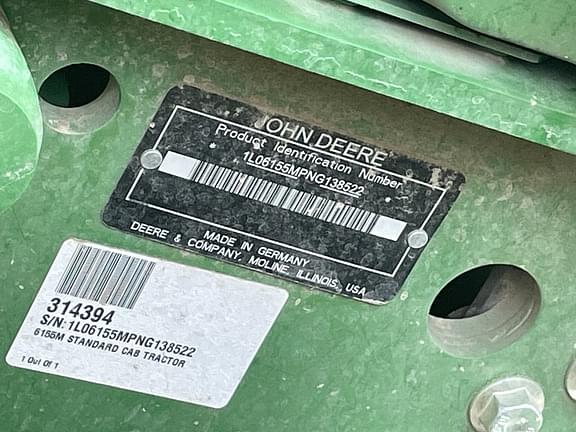 JOHN DEERE
Product Identification Number
1L06155MPNG138522
MADE IN GERMANY
DEERE & COMPANY, MOLINE, ILLINOIS, USA
314394
S/N:1L06155MPNG138522
6155M STANDARD CAB TRACTOR
1 Out Of 1